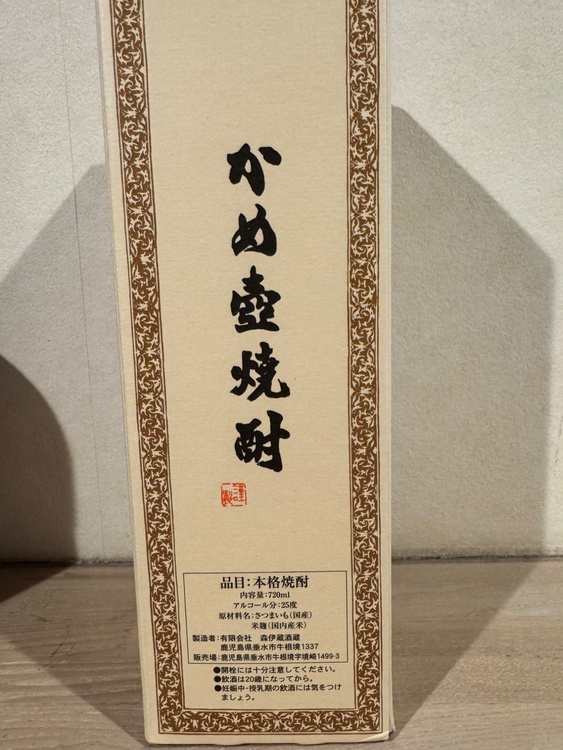 かめ壺焼酎
謹製
品目：本格焼酎
内容量：720ml
アルコール分：25度
原材料名：さつまいも（国産）
米麹（国内産米）
製造者：有限会社　森伊蔵酒蔵
鹿児島県垂水市牛根境1337
販売場：鹿児島県垂水市牛根境字境崎1499-3
●開栓には十分注意してください。
●飲酒は20歳になってから。
●妊娠中・授乳期の飲酒には気をつけ
ましょう。